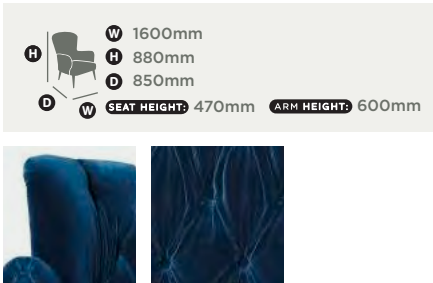 W 1600mm
H H 880mm
D 850mm
D W SEAT HEIGHT: 470mm ARM HEIGHT: 600mm